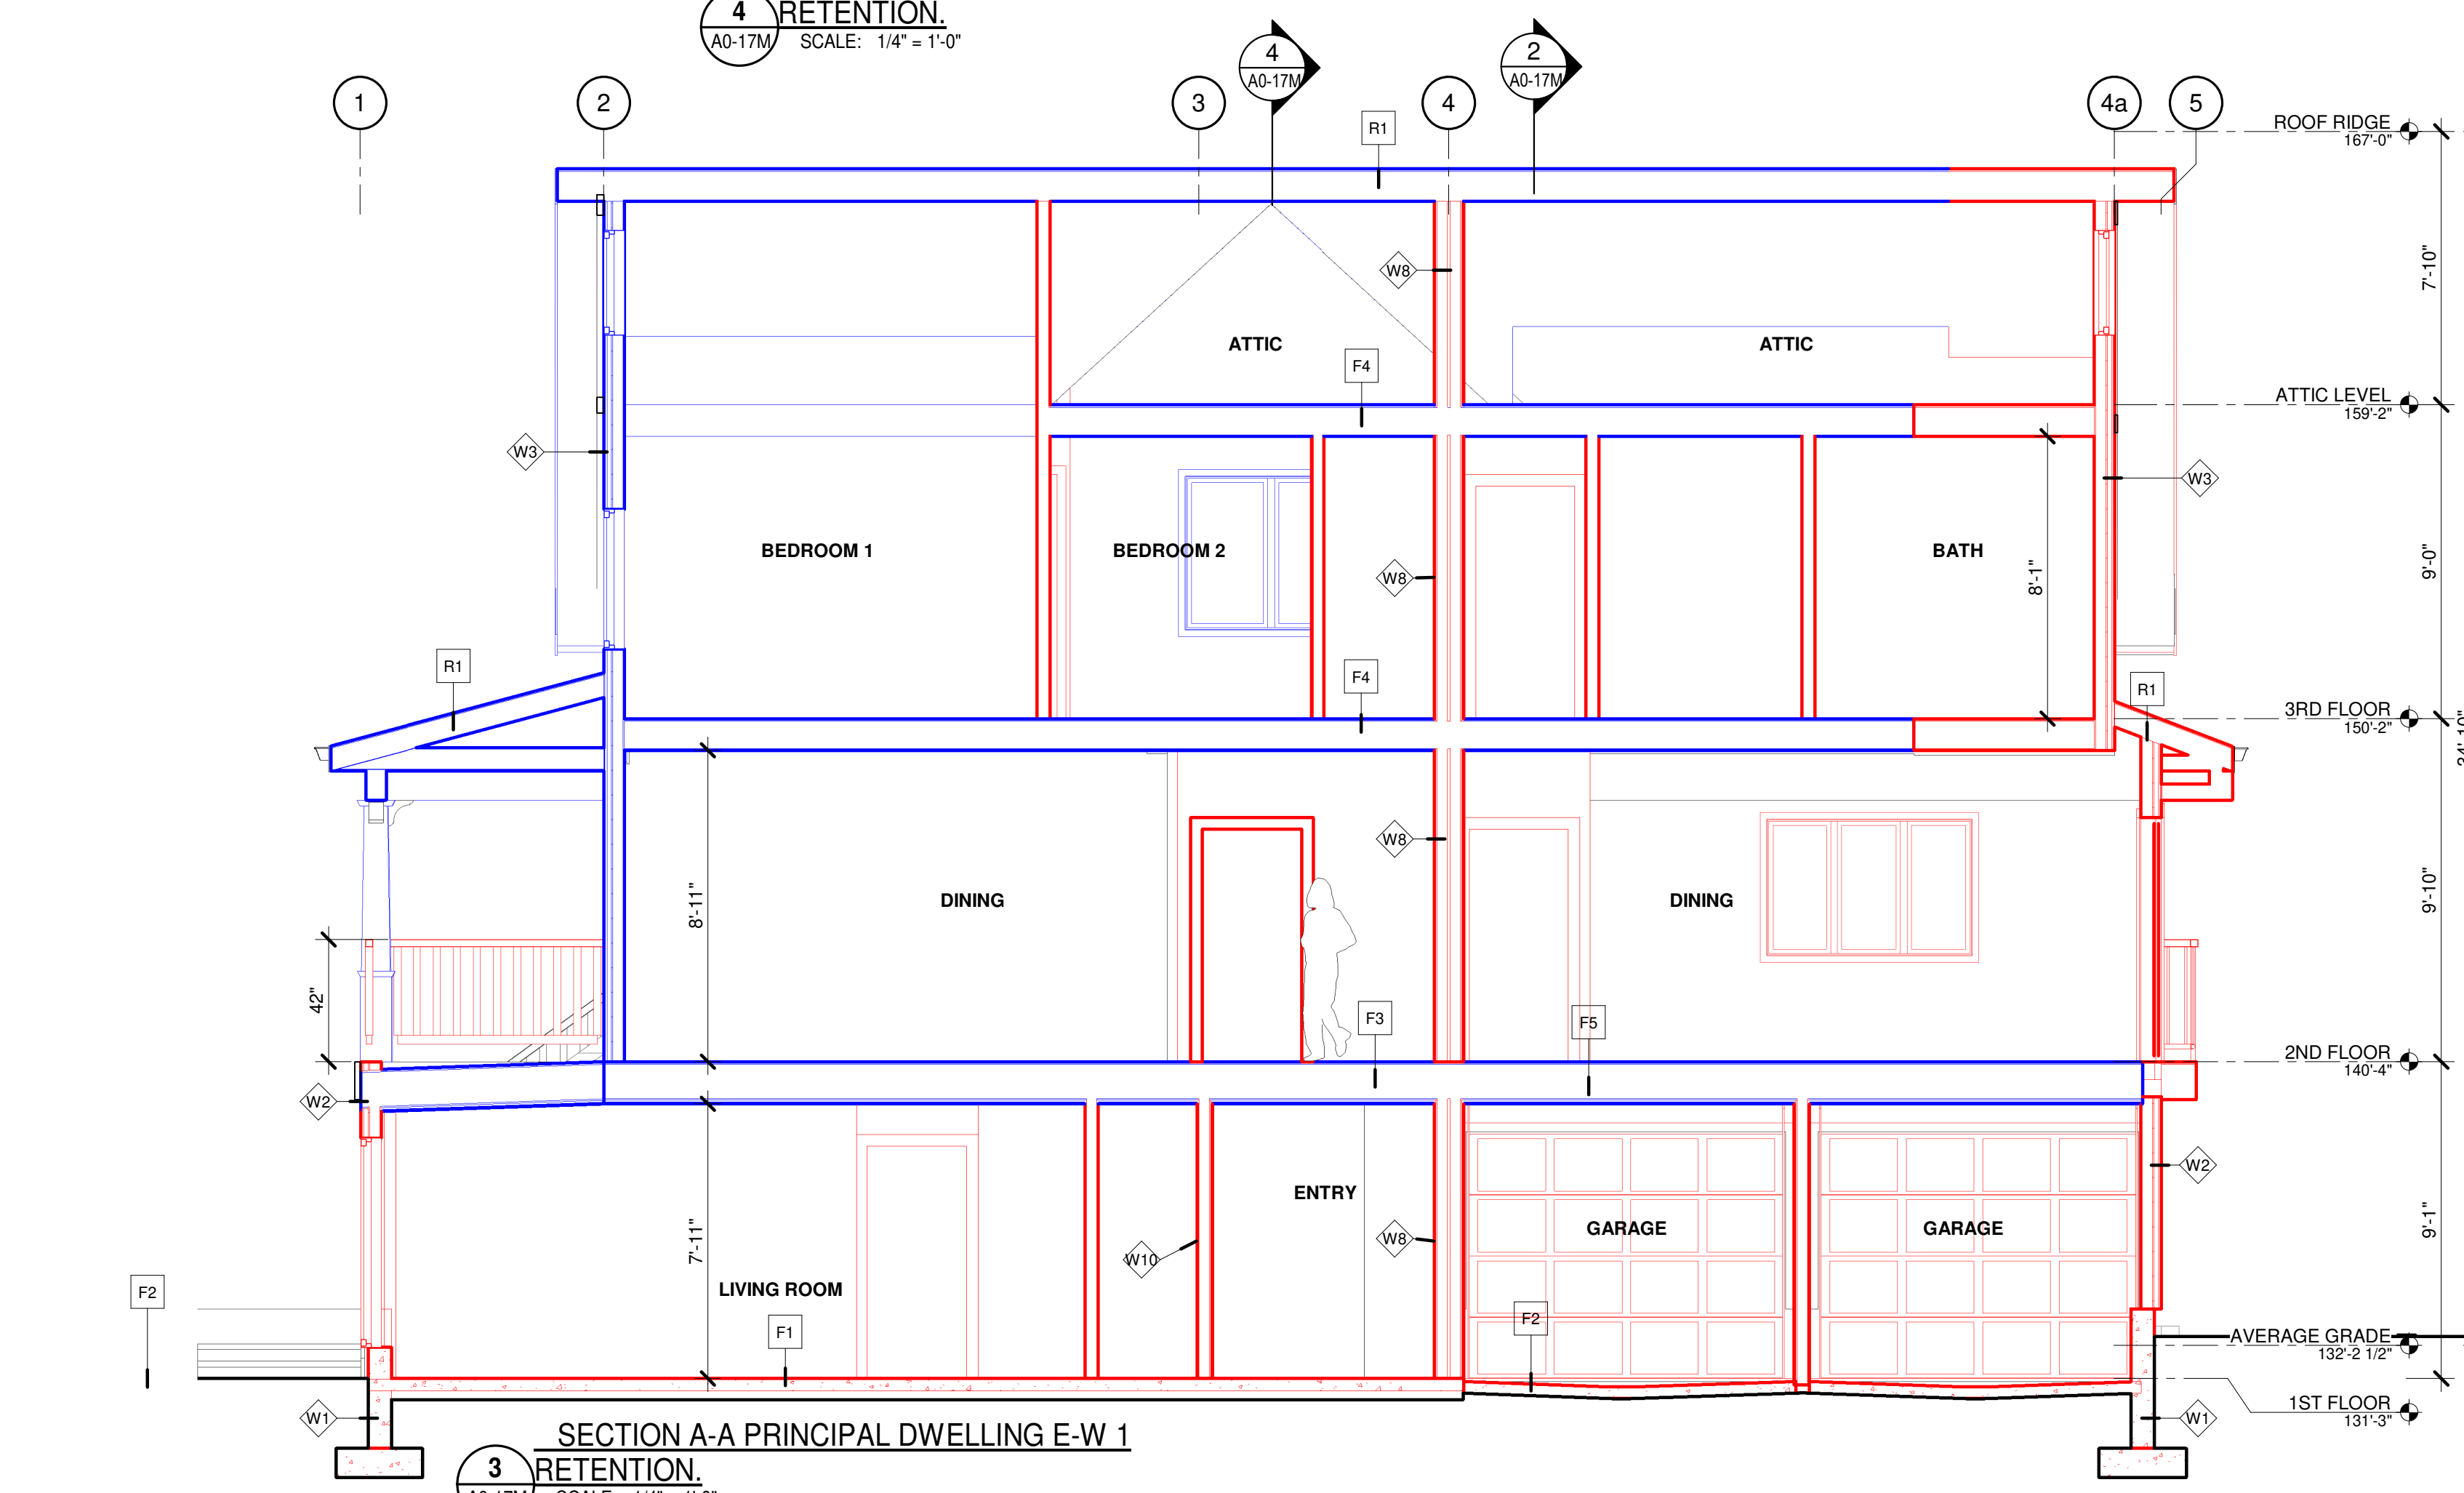 4
RETENTION.
A0-17M
SCALE: 1/4" = 1'-0"
4
A0-17M
2
A0-17M
1
2
3
4
4a
5
R1
ROOF RIDGE
167'-0"
7'-10"
W8
ATTIC
ATTIC
F4
ATTIC LEVEL
159'-2"
W3
W3
BEDROOM 1
BEDROOM 2
BATH
W8
8'-1"
9'-0"
R1
F4
R1
3RD FLOOR
150'-2"
34'-10"
W8
DINING
DINING
8'-11"
9'-10"
42"
F3
F5
2ND FLOOR
140'-4"
W2
W2
ENTRY
GARAGE
GARAGE
W10
W8
7'-11"
9'-1"
LIVING ROOM
F2
F1
F2
AVERAGE GRADE
132'-2 1/2"
W1
W1
1ST FLOOR
131'-3"
SECTION A-A PRINCIPAL DWELLING E-W 1
3
RETENTION.